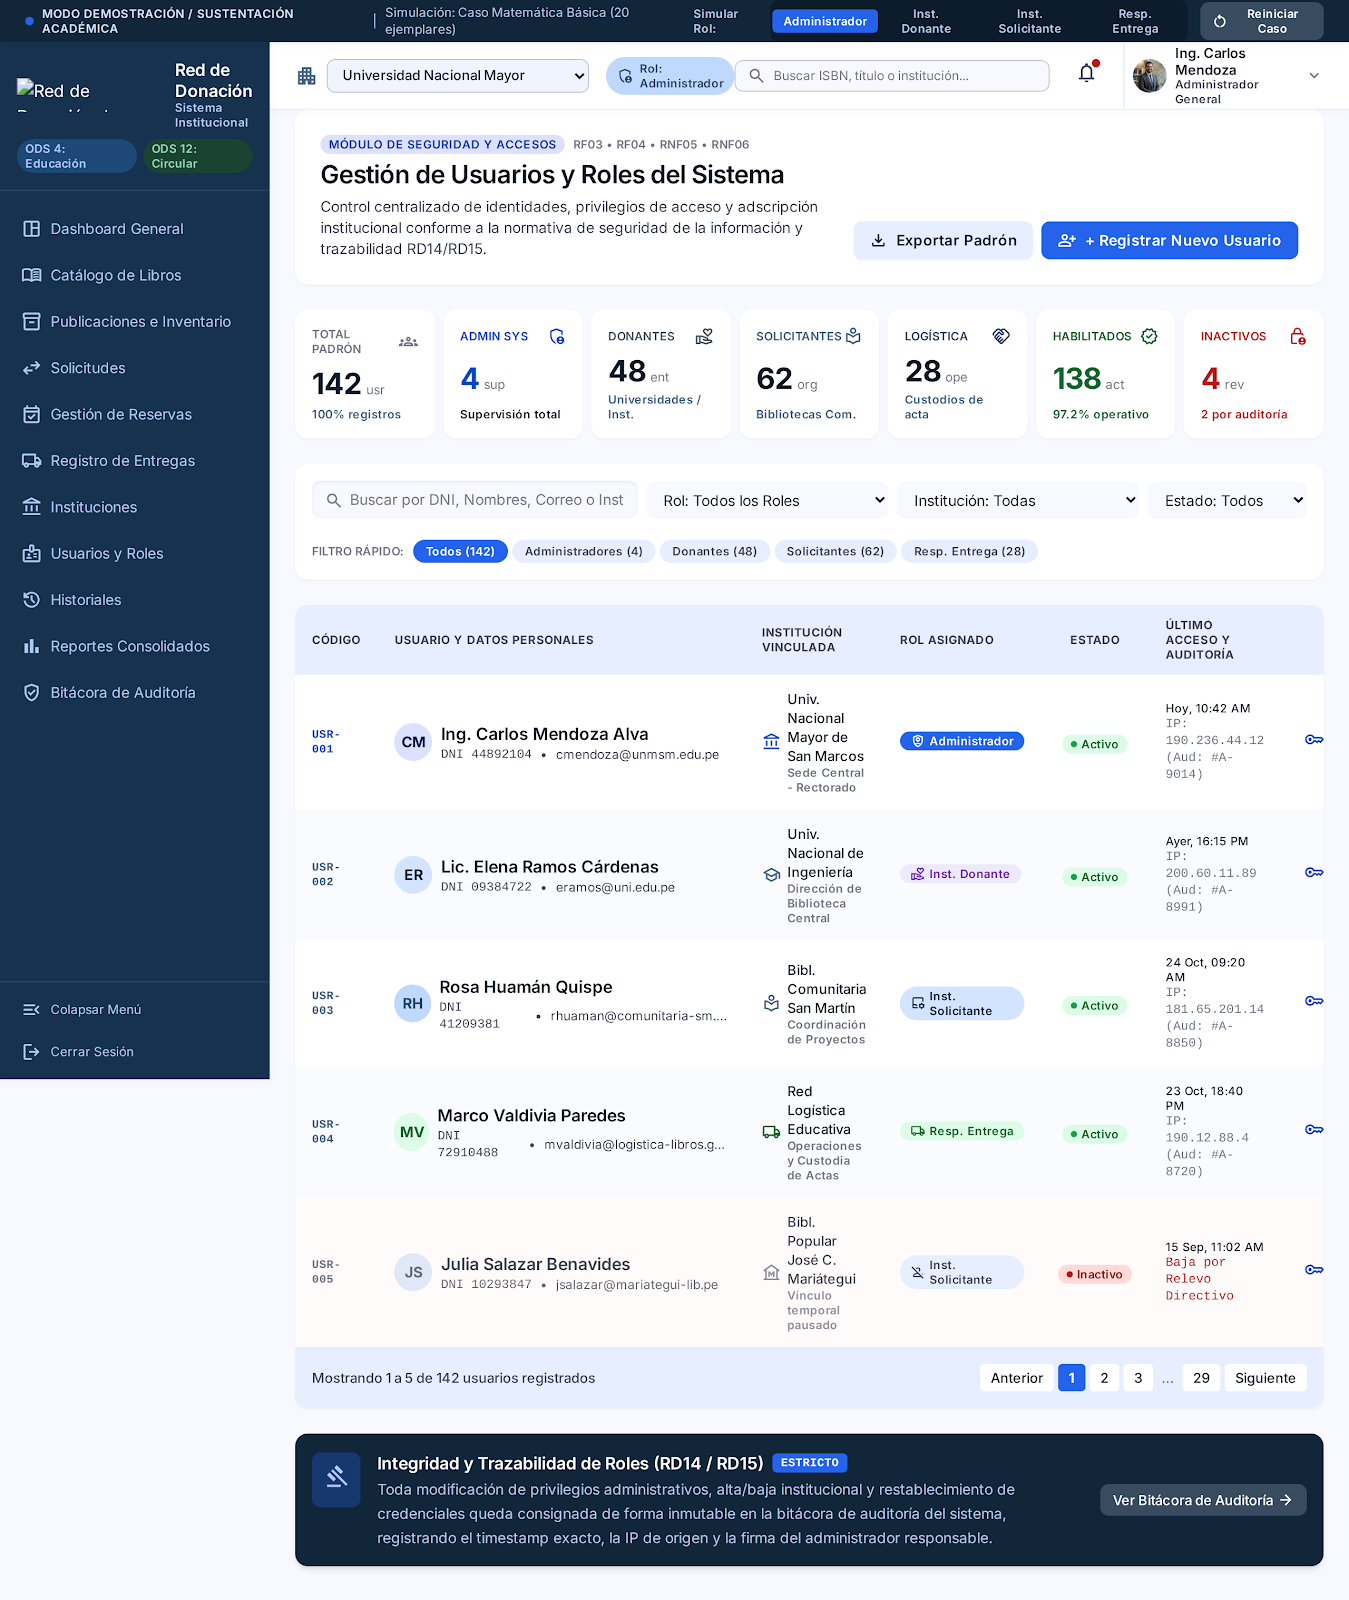 MODO DEMOSTRACIÓN / SUSTENTACIÓN
ACADÉMICA
Simulación: Caso Matemática Básica (20
ejemplares)
Simular
Rol:
Administrador
Inst.
Donante
Inst.
Solicitante
Resp.
Entrega
Reiniciar
Caso
Red de
Red de
Donación
Sistema
Institucional
ODS 4:
Educación
ODS 12:
Circular
Dashboard General
Catálogo de Libros
Publicaciones e Inventario
Solicitudes
Gestión de Reservas
Registro de Entregas
Instituciones
Usuarios y Roles
Historiales
Reportes Consolidados
Bitácora de Auditoría
Colapsar Menú
Cerrar Sesión
Universidad Nacional Mayor
Rol:
Administrador
Buscar ISBN, título o institución...
Ing. Carlos
Mendoza
Administrador
General
MÓDULO DE SEGURIDAD Y ACCESOS
RF03 • RF04 • RNF05 • RNF06
Gestión de Usuarios y Roles del Sistema
Control centralizado de identidades, privilegios de acceso y adscripción
institucional conforme a la normativa de seguridad de la información y
trazabilidad RD14/RD15.
Exportar Padrón
+ Registrar Nuevo Usuario
TOTAL
PADRÓN
142 usr
100% registros
ADMIN SYS
4 sup
Supervisión total
DONANTES
48 ent
Universidades /
Inst.
SOLICITANTES
62 org
Bibliotecas Com.
LOGÍSTICA
28 ope
Custodios de
acta
HABILITADOS
138 act
97.2% operativo
INACTIVOS
4 rev
2 por auditoría
Buscar por DNI, Nombres, Correo o Inst
Rol: Todos los Roles
Institución: Todas
Estado: Todos
FILTRO RÁPIDO:
Todos (142)
Administradores (4)
Donantes (48)
Solicitantes (62)
Resp. Entrega (28)
CÓDIGO
USUARIO Y DATOS PERSONALES
INSTITUCIÓN
VINCULADA
ROL ASIGNADO
ESTADO
ÚLTIMO
ACCESO Y
AUDITORÍA
USR-
001
CM
Ing. Carlos Mendoza Alva
DNI 44892104 • cmendoza@unmsm.edu.pe
Univ.
Nacional
Mayor de
San Marcos
Sede Central
- Rectorado
Administrador
Activo
Hoy, 10:42 AM
IP:
190.236.44.12
(Aud: #A-
9014)
USR-
002
ER
Lic. Elena Ramos Cárdenas
DNI 09384722 • eramos@uni.edu.pe
Univ.
Nacional de
Ingeniería
Dirección de
Biblioteca
Central
Inst. Donante
Activo
Ayer, 16:15 PM
IP:
200.60.11.89
(Aud: #A-
8991)
USR-
003
RH
Rosa Huamán Quispe
DNI
41209381
• rhuaman@comunitaria-sm....
Bibl.
Comunitaria
San Martín
Coordinación
de Proyectos
Inst.
Solicitante
Activo
24 Oct, 09:20
AM
IP:
181.65.201.14
(Aud: #A-
8850)
USR-
004
MV
Marco Valdivia Paredes
DNI
72910488
• mvaldivia@logistica-libros.g...
Red
Logística
Educativa
Operaciones
y Custodia
de Actas
Resp. Entrega
Activo
23 Oct, 18:40
PM
IP:
190.12.88.4
(Aud: #A-
8720)
USR-
005
JS
Julia Salazar Benavides
DNI 10293847 • jsalazar@mariategui-lib.pe
Bibl.
Popular
José C.
Mariátegui
Vínculo
temporal
pausado
Inst.
Solicitante
Inactivo
15 Sep, 11:02 AM
Baja por
Relevo
Directivo
Mostrando 1 a 5 de 142 usuarios registrados
Anterior
1
2
3
...
29
Siguiente
Integridad y Trazabilidad de Roles (RD14 / RD15)
ESTRICTO
Toda modificación de privilegios administrativos, alta/baja institucional y restablecimiento de
credenciales queda consignada de forma inmutable en la bitácora de auditoría del sistema,
registrando el timestamp exacto, la IP de origen y la firma del administrador responsable.
Ver Bitácora de Auditoría